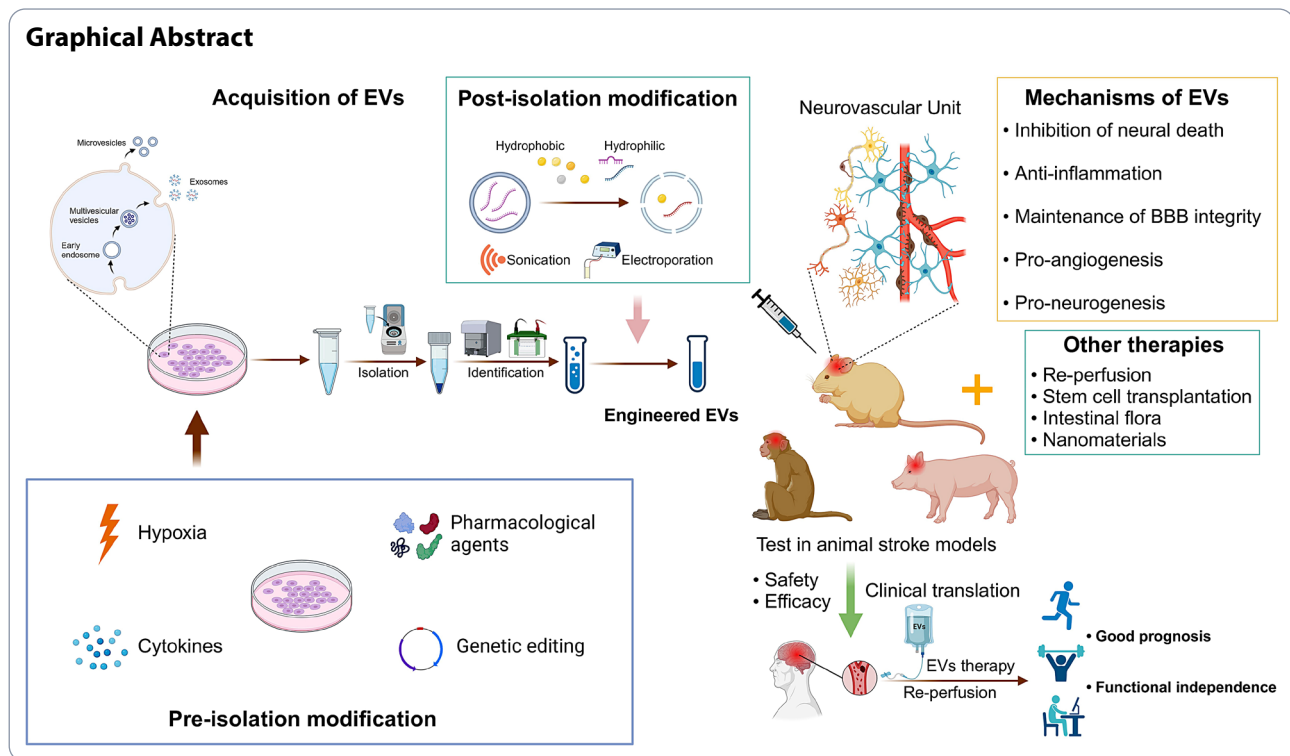 Graphical Abstract
Acquisition of EVs
Microvesicles
Exosomes
Multivesicular
vesicles
Early
endosome
Isolation
Identification
Engineered EVs
Post-isolation modification
Hydrophobic
Hydrophilic
Sonication
Electroporation
Hypoxia
Pharmacological
agents
Cytokines
Genetic editing
Pre-isolation modification
Neurovascular Unit
Mechanisms of EVs
• Inhibition of neural death
• Anti-inflammation
• Maintenance of BBB integrity
• Pro-angiogenesis
• Pro-neurogenesis
Other therapies
• Re-perfusion
• Stem cell transplantation
• Intestinal flora
• Nanomaterials
Test in animal stroke models
• Safety
• Efficacy
Clinical translation
EVs
EVs therapy
Re-perfusion
• Good prognosis
• Functional independence